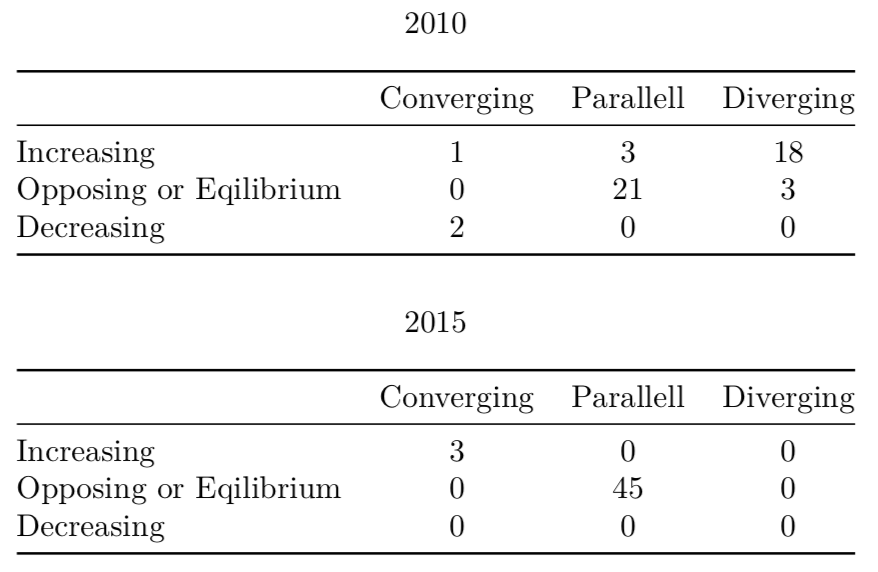 2010
Converging Parallell Diverging
Increasing 1 3 18
Opposing or Eqilibrium 0 21 3
Decreasing 2 0 0
2015
Converging Parallell Diverging
Increasing 3 0 0
Opposing or Eqilibrium 0 45 0
Decreasing 0 0 0